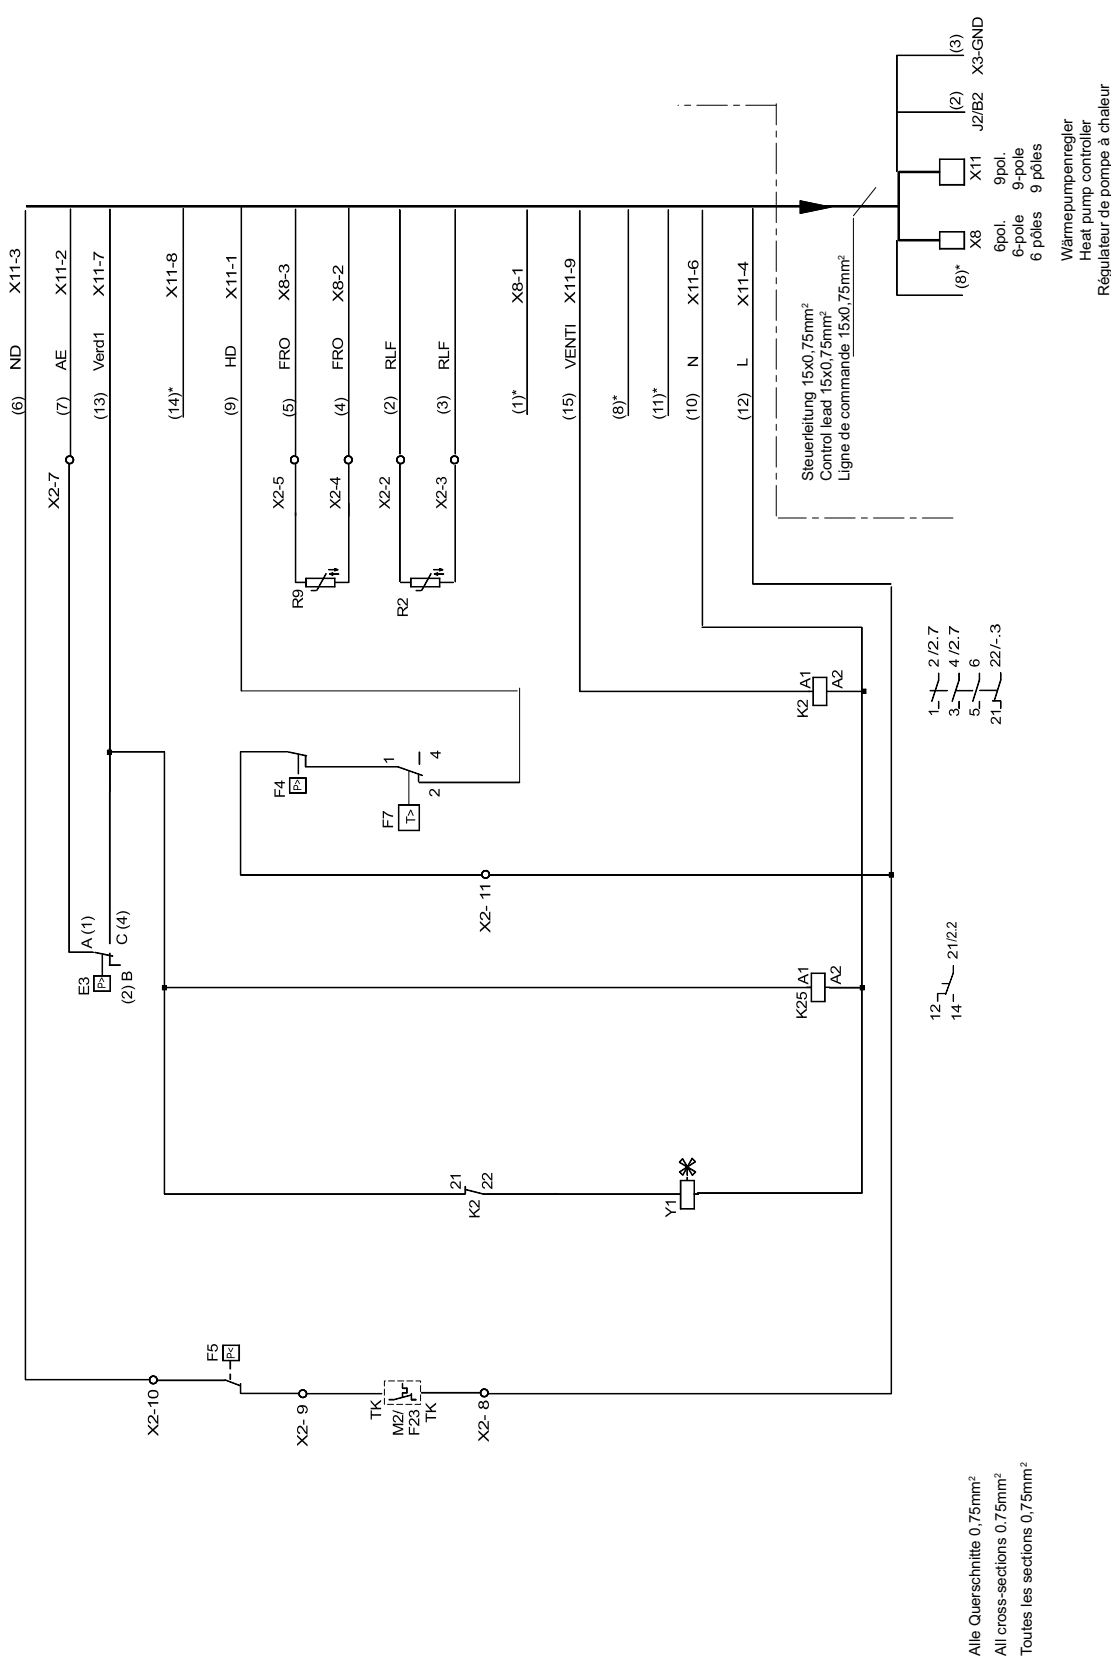 (6) ND X11-3
(7) AE X11-2
(13) Verd1 X11-7
(14)* X11-8
(9) HD X11-1
(5) FRO X8-3
(4) FRO X8-2
(2) RLF
(3) RLF
(1)* X8-1
(15) VENTI X11-9
(8)*
(11)*
(10) N X11-6
(12) L X11-4
X2-7
X2-5
X2-4
X2-2
X2-3
R9
R2
Steuerleitung 15x0,75mm²
Control lead 15x0,75mm²
Ligne de commande 15x0,75mm²
(8)*
X8
X11
J2/B2
(2)
X3-GND
(3)
6pol.
6-pole
6 pôles
9pol.
9-pole
9 pôles
Wärmepumpenregler
Heat pump controller
Régulateur de pompe à chaleur
E3
P>
A (1)
C (4)
(2) B
F4
P>
F7
T>
1
4
2
X2- 11
K2
A1
A2
1
2 /2.7
3
4 /2.7
5
6
21
22/-.3
K25
A1
A2
12
14
21/2.2
K2
21
22
Y1
X2-10
F5
P<
X2- 9
TK
M2/
F23
TK
X2- 8
Alle Querschnitte 0,75mm²
All cross-sections 0.75mm²
Toutes les sections 0,75mm²